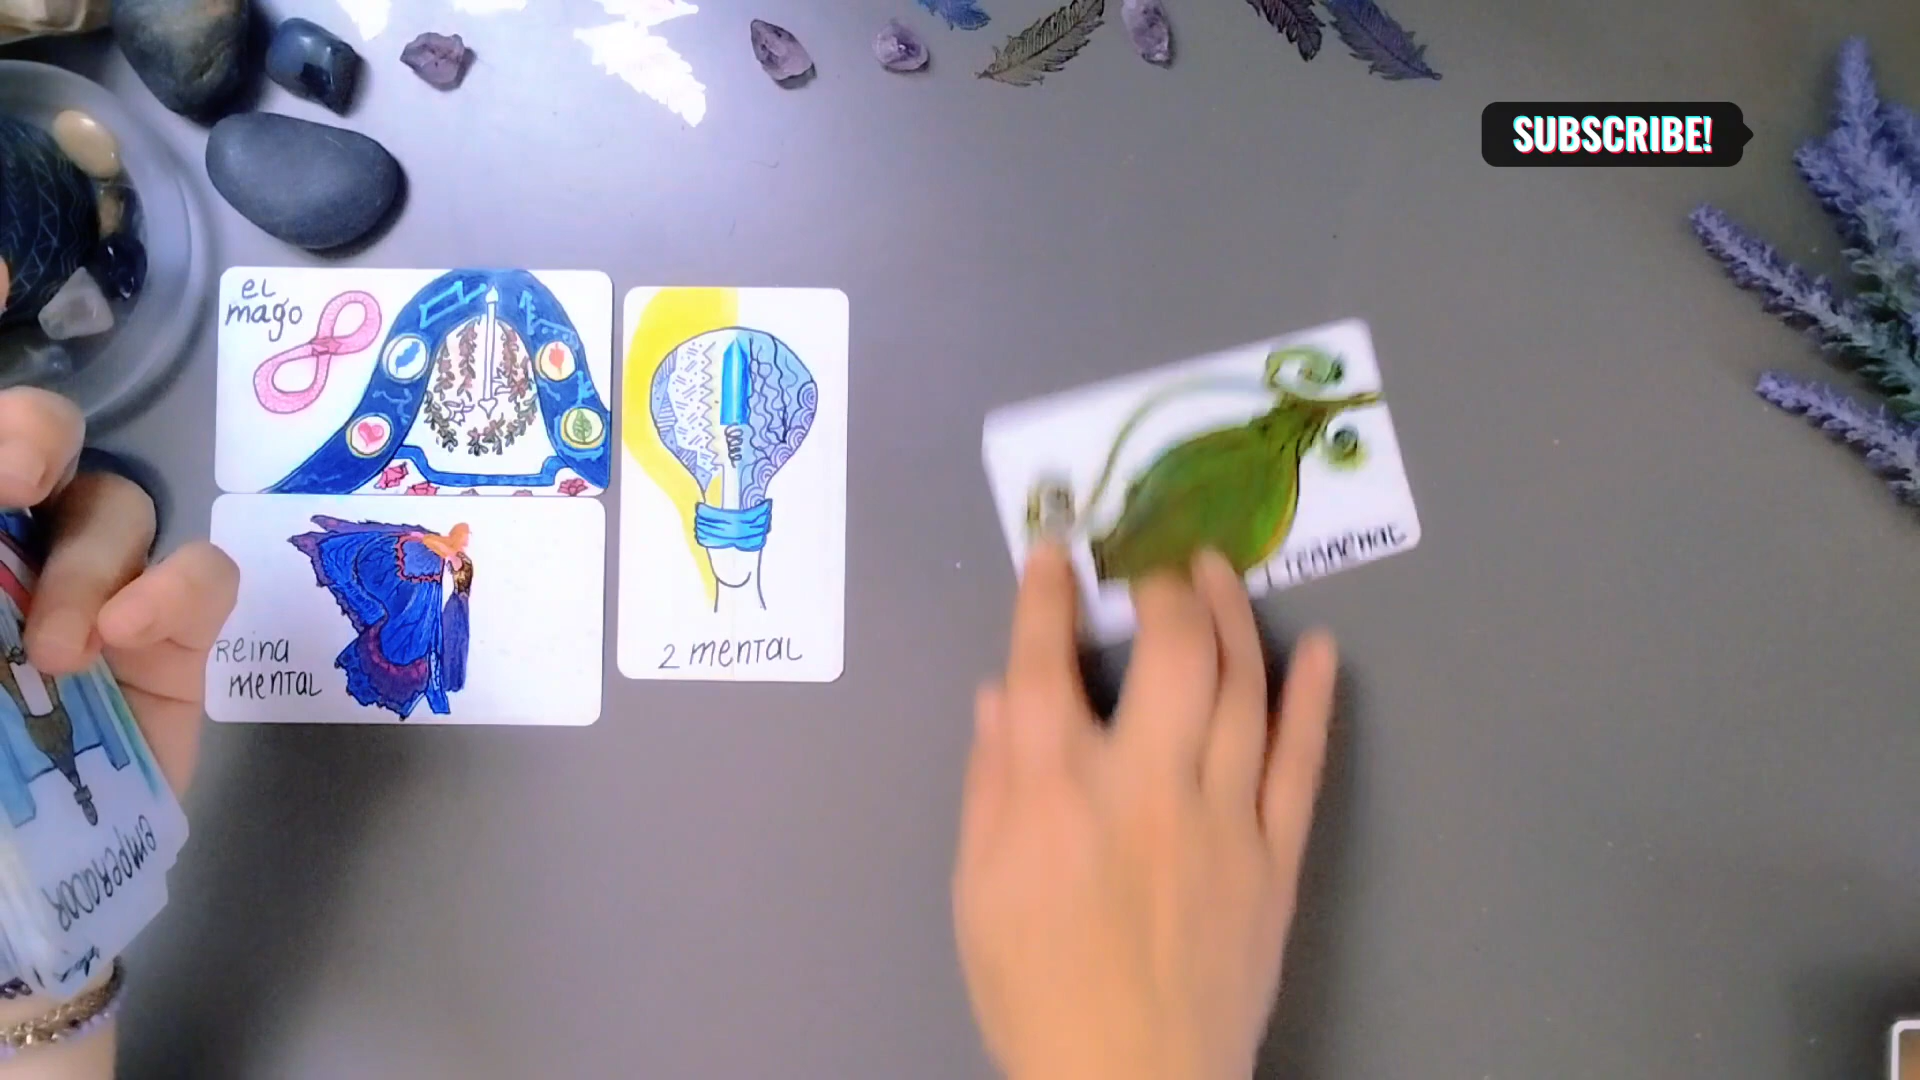 SUBSCRIBE!
el
mago
Reina
mental
2 mental
emperador